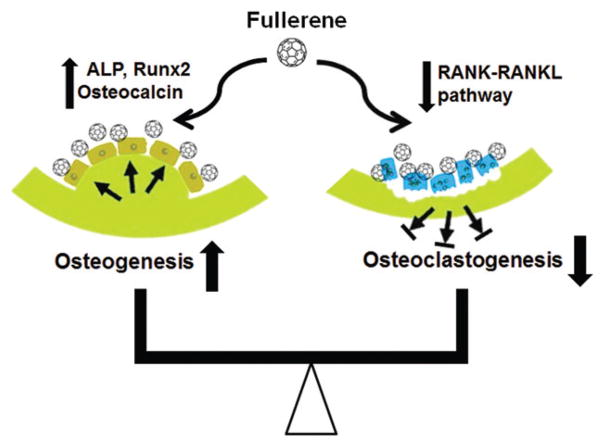 Fullerene
ALP, Runx2
Osteocalcin
RANK-RANKL
pathway
Osteogenesis
Osteoclastogenesis